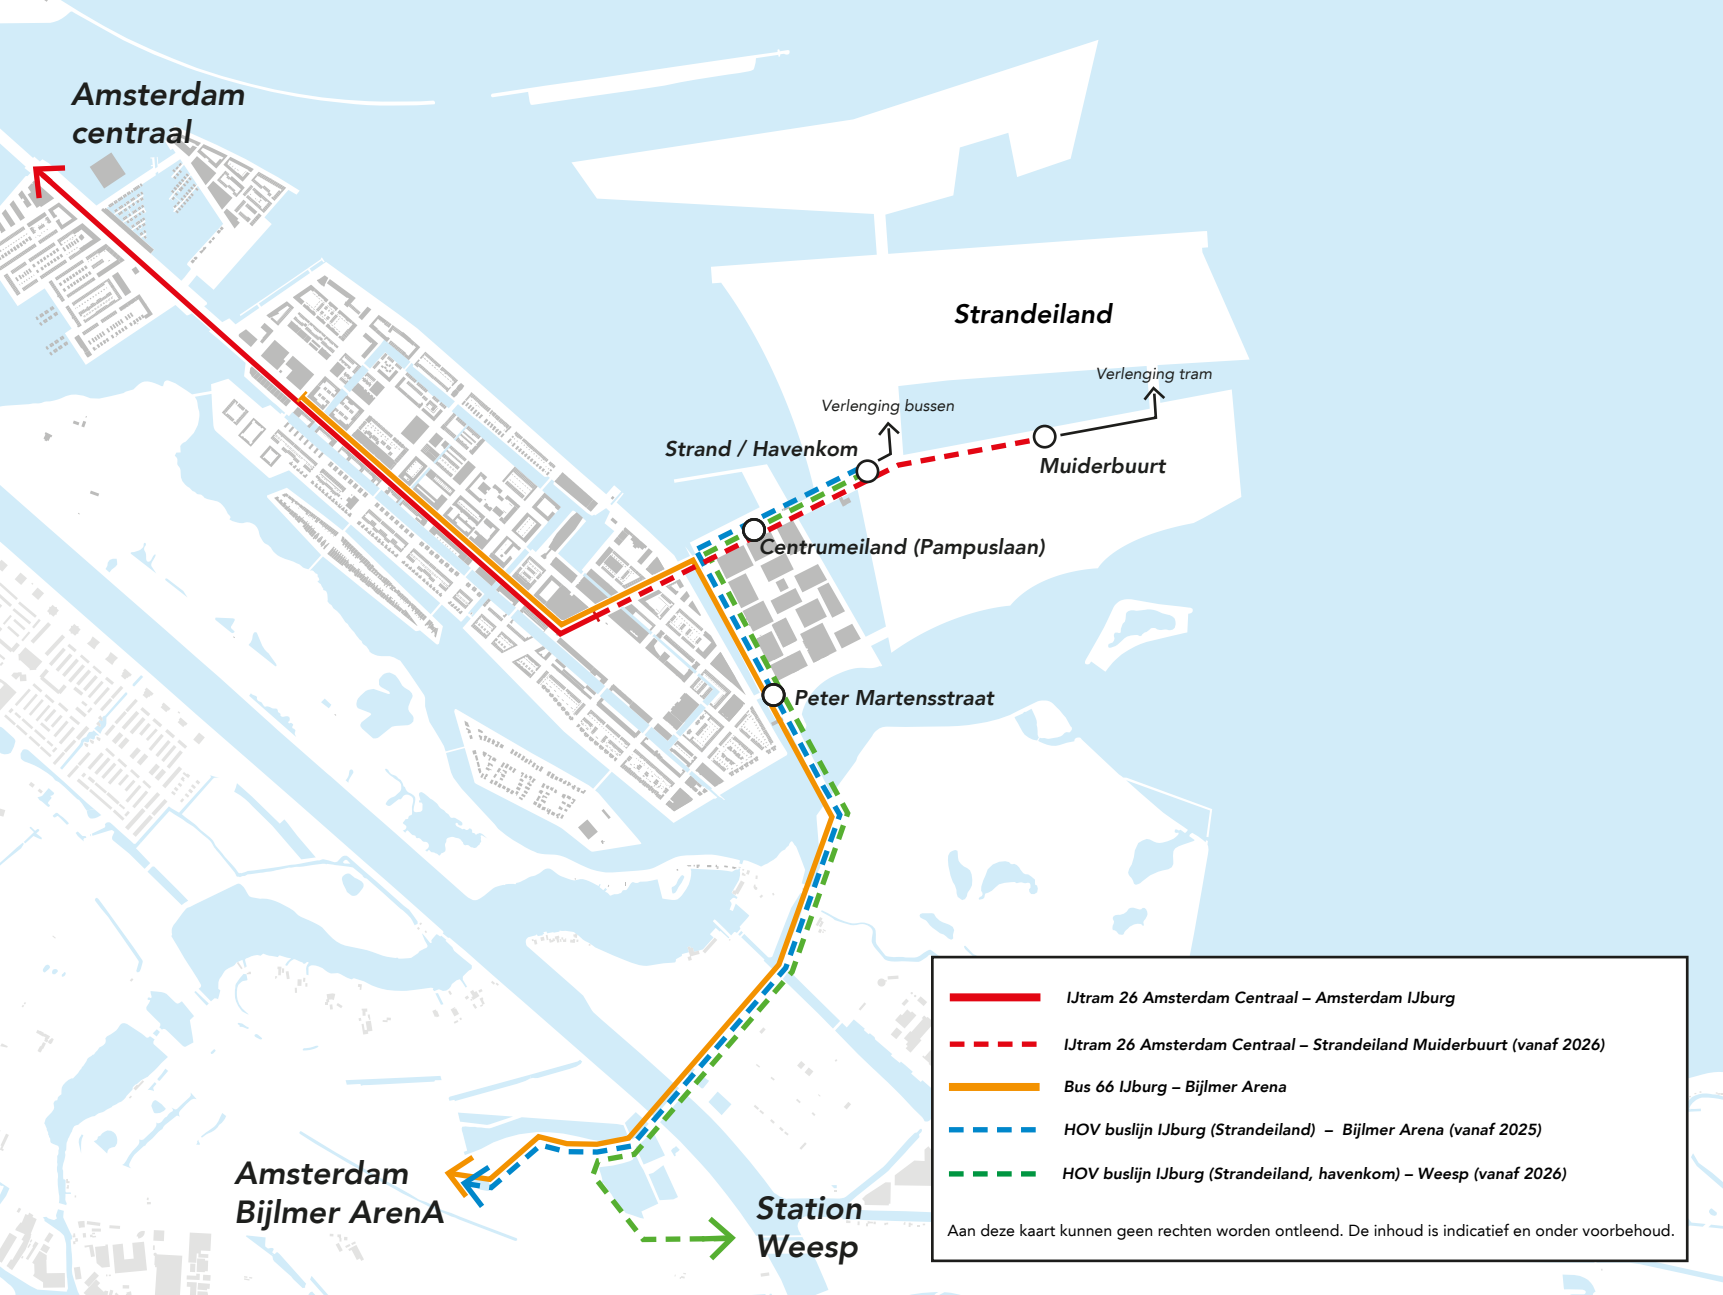 Amsterdam
centraal
Strandeiland
Verlenging tram
Verlenging bussen
Strand / Havenkom
Muiderbuurt
Centrumeiland (Pampuslaan)
Peter Martensstraat
Amsterdam
Bijlmer ArenA
Station
Weesp
IJtram 26 Amsterdam Centraal – Amsterdam IJburg
IJtram 26 Amsterdam Centraal – Strandeiland Muiderbuurt (vanaf 2026)
Bus 66 IJburg – Bijlmer Arena
HOV buslijn IJburg (Strandeiland) – Bijlmer Arena (vanaf 2025)
HOV buslijn IJburg (Strandeiland, havenkom) – Weesp (vanaf 2026)
Aan deze kaart kunnen geen rechten worden ontleend. De inhoud is indicatief en onder voorbehoud.